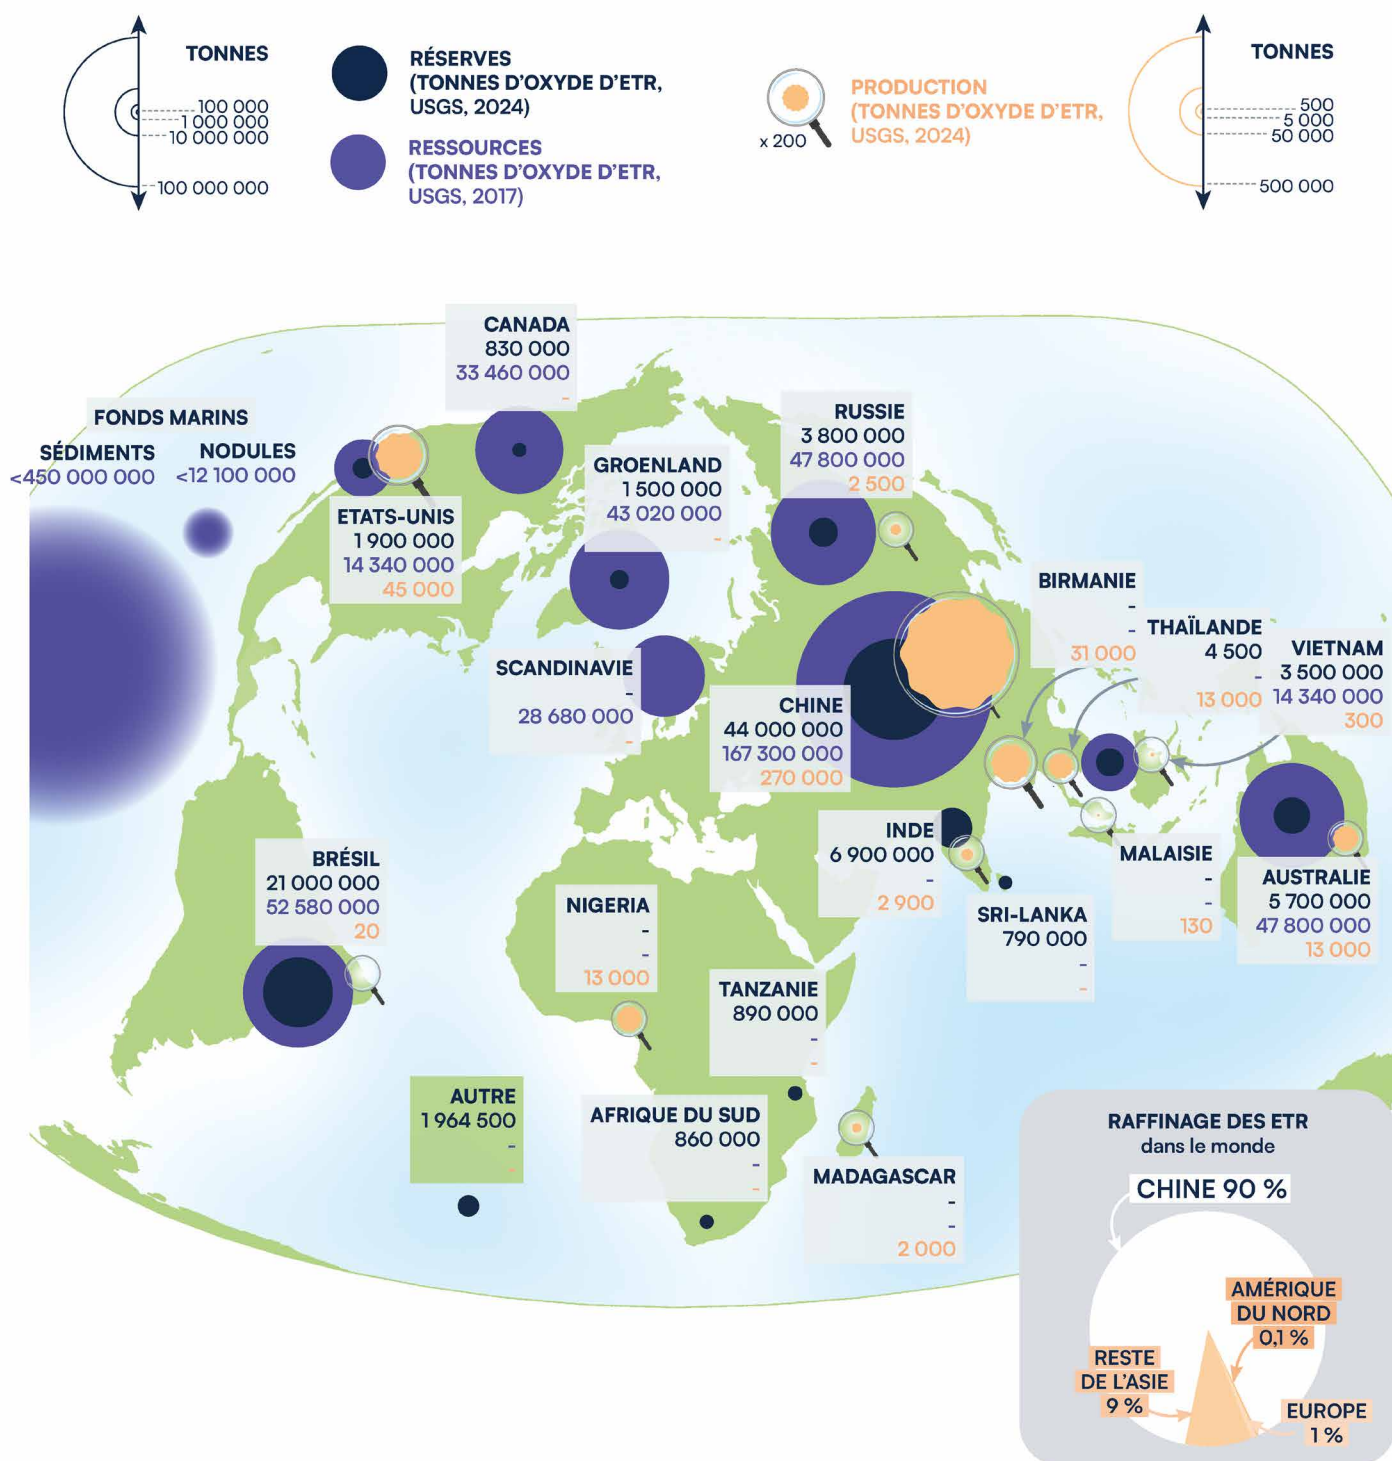 TONNES
100 000
1 000 000
10 000 000
100 000 000
RÉSERVES
(TONNES D'OXYDE D'ETR,
USGS, 2024)
RESSOURCES
(TONNES D'OXYDE D'ETR,
USGS, 2017)
x 200
PRODUCTION
(TONNES D'OXYDE D'ETR,
USGS, 2024)
TONNES
500
5 000
50 000
500 000
CANADA
830 000
33 460 000
-
FONDS MARINS
SÉDIMENTS
<450 000 000
NODULES
<12 100 000
ETATS-UNIS
1 900 000
14 340 000
45 000
GROENLAND
1 500 000
43 020 000
-
RUSSIE
3 800 000
47 800 000
2 500
SCANDINAVIE
-
28 680 000
-
CHINE
44 000 000
167 300 000
270 000
BIRMANIE
-
-
31 000
THAÏLANDE
4 500
-
13 000
VIETNAM
3 500 000
14 340 000
300
BRÉSIL
21 000 000
52 580 000
20
NIGERIA
-
-
13 000
INDE
6 900 000
-
2 900
SRI-LANKA
790 000
-
-
MALAISIE
-
-
130
AUSTRALIE
5 700 000
47 800 000
13 000
TANZANIE
890 000
-
-
AUTRE
1 964 500
-
-
AFRIQUE DU SUD
860 000
-
-
MADAGASCAR
-
-
2 000
RAFFINAGE DES ETR
dans le monde
CHINE 90 %
AMÉRIQUE
DU NORD
0,1 %
RESTE
DE L'ASIE
9 %
EUROPE
1 %